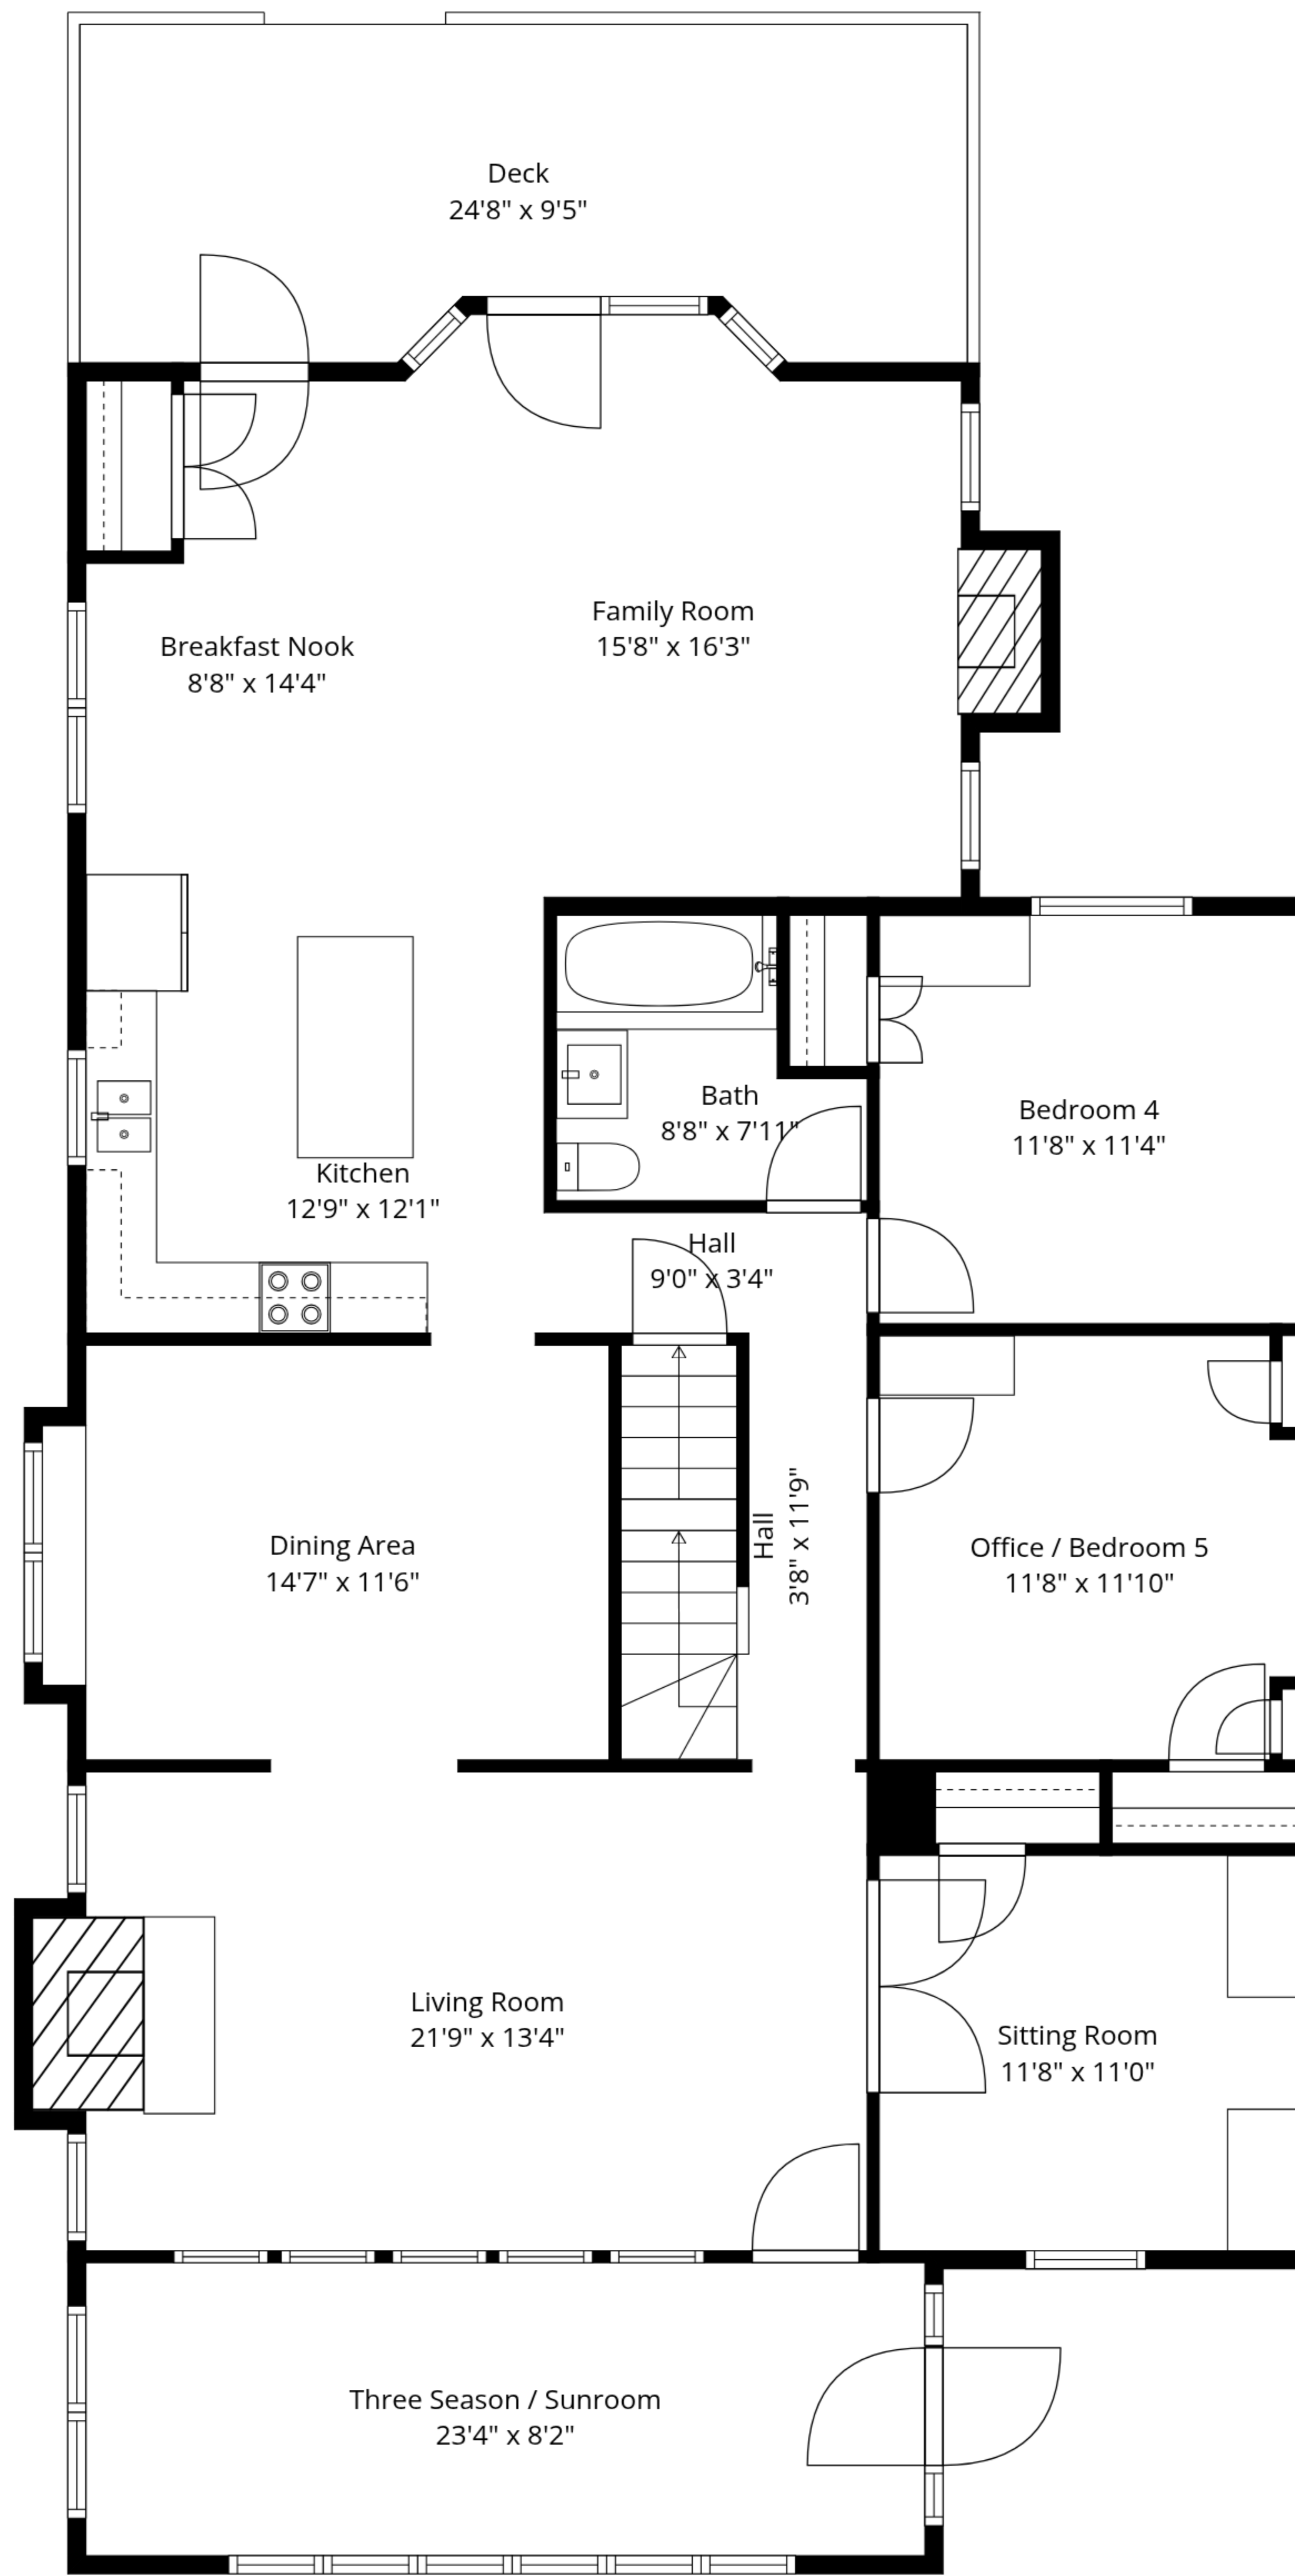 Deck
24'8" x 9'5"
Family Room
15'8" x 16'3"
Breakfast Nook
8'8" x 14'4"
Bath
8'8" x 7'11"
Bedroom 4
11'8" x 11'4"
Kitchen
12'9" x 12'1"
Hall
9'0" x 3'4"
Hall
3'8" x 11'9"
Dining Area
14'7" x 11'6"
Office / Bedroom 5
11'8" x 11'10"
Living Room
21'9" x 13'4"
Sitting Room
11'8" x 11'0"
Three Season / Sunroom
23'4" x 8'2"